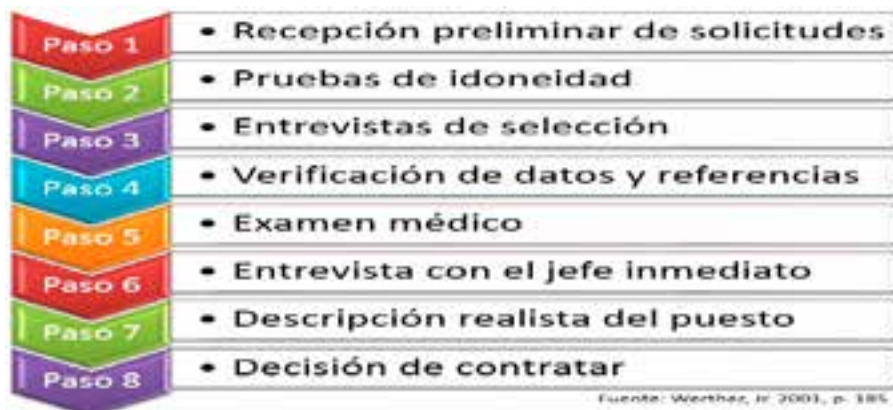 Paso 1 • Recepción preliminar de solicitudes
Paso 2 • Pruebas de idoneidad
Paso 3 • Entrevistas de selección
Paso 4 • Verificación de datos y referencias
Paso 5 • Examen médico
Paso 6 • Entrevista con el jefe inmediato
Paso 7 • Descripción realista del puesto
Paso 8 • Decisión de contratar
Fuente: Werther, Jr 2001, p. 185